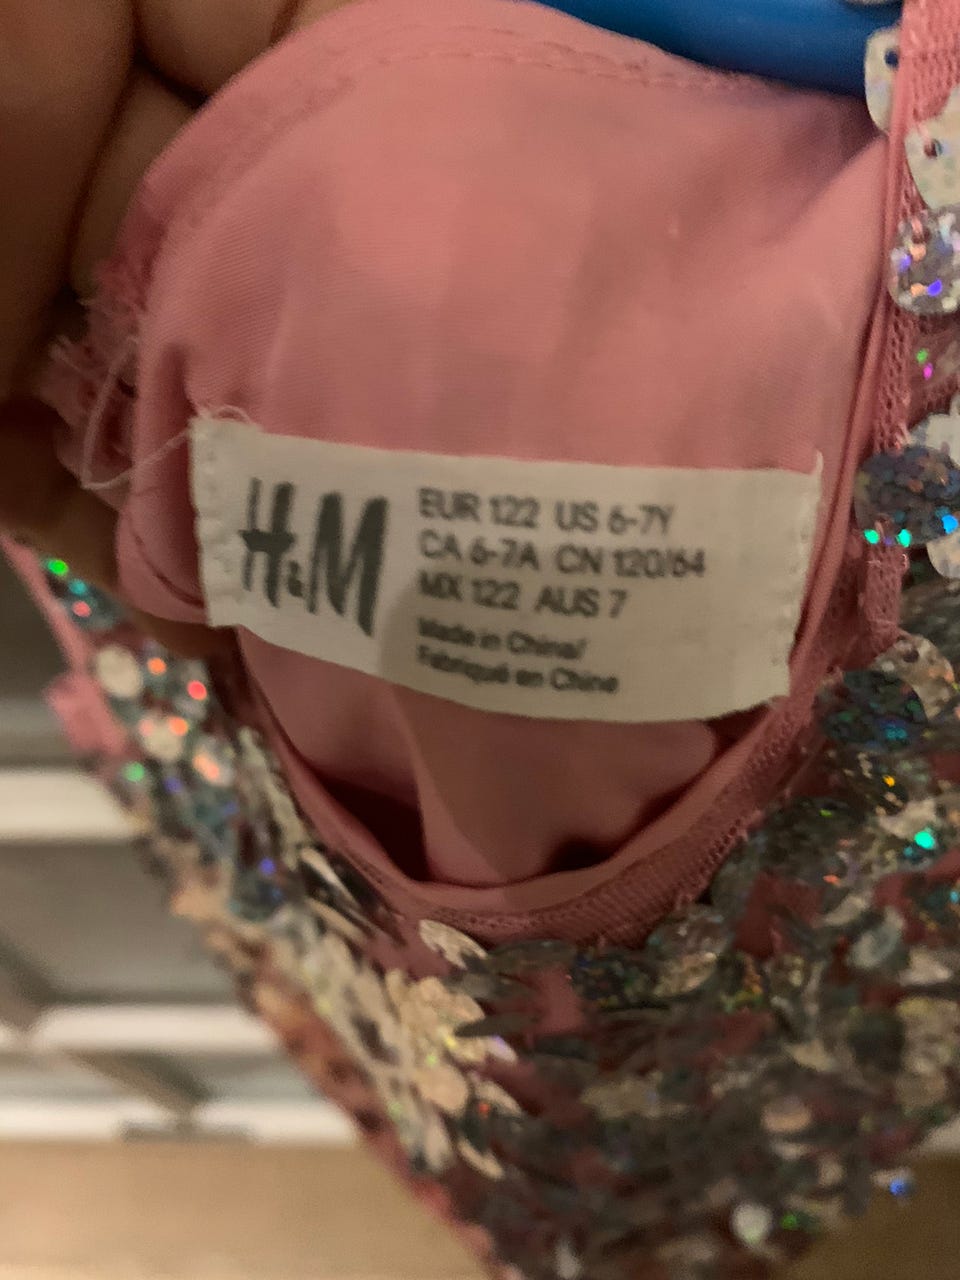 H&M
EUR 122 US 6-7Y
CA 6-7A CN 120/64
MX 122 AUS 7
Made in China/
Fabriqué en Chine